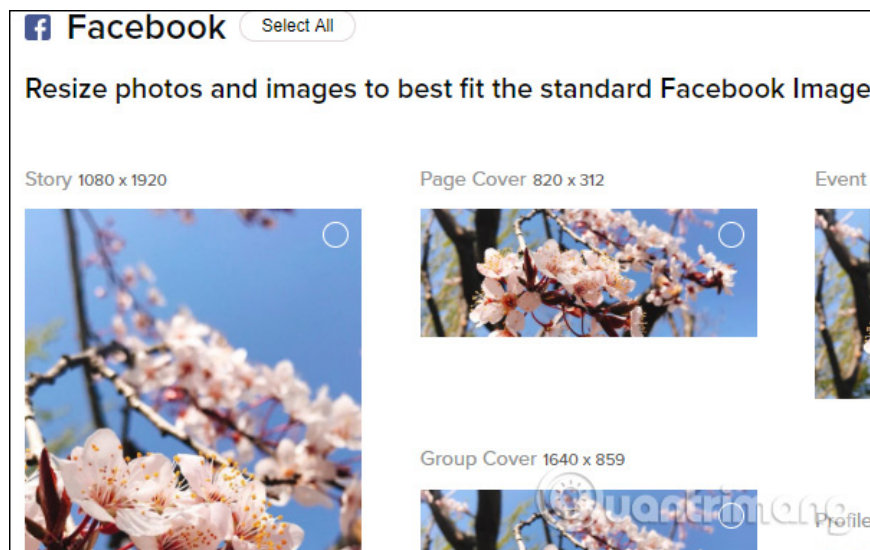 Facebook Select All
Resize photos and images to best fit the standard Facebook Image
Story 1080 x 1920
Page Cover 820 x 312
Event
Group Cover 1640 x 859
Quantrimang
Profile